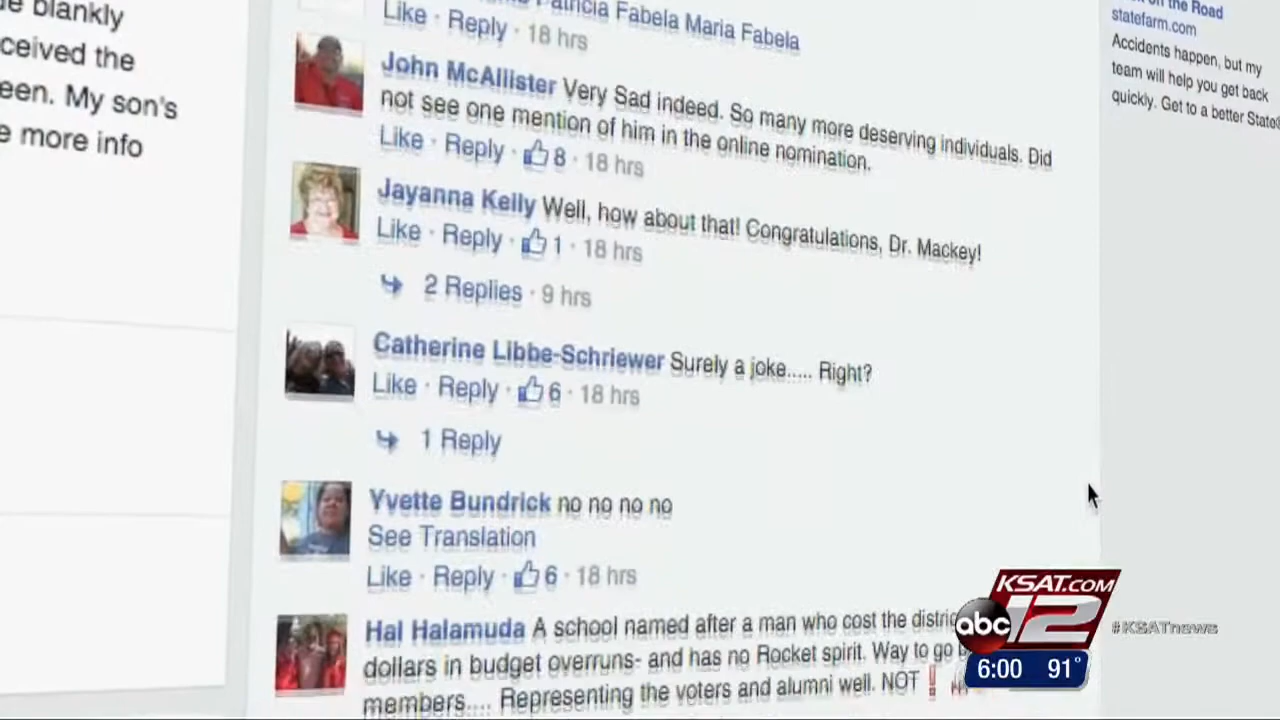 blankly
ceived the
een. My son's
e more info
Patricia Fabela Maria Fabela
Like · Reply · 18 hrs
John McAllister Very Sad indeed. So many more deserving individuals. Did
not see one mention of him in the online nomination.
Like · Reply · 8 · 18 hrs
Jayanna Kelly Well, how about that! Congratulations, Dr. Mackey!
Like · Reply · 1 · 18 hrs
2 Replies · 9 hrs
Catherine Libbe-Schriewer Surely a joke..... Right?
Like · Reply · 6 · 18 hrs
1 Reply
Yvette Bundrick no no no no
See Translation
Like · Reply · 6 · 18 hrs
Hal Halamuda A school named after a man who cost the distric
dollars in budget overruns- and has no Rocket spirit. Way to go
members.... Representing the voters and alumni well. NOT
on the Road
statefarm.com
Accidents happen, but my
team will help you get back
quickly. Get to a better State
KSAT.COM
abc 12
#KSATnews
6:00 91°